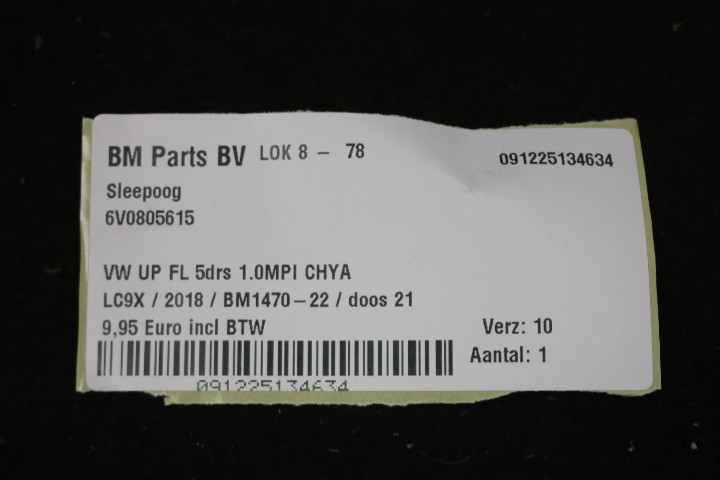 BM Parts BV LOK 8 - 78 091225134634
Sleepoog
6V0805615
VW UP FL 5drs 1.0MPI CHYA
LC9X / 2018 / BM1470-22 / doos 21
9,95 Euro incl BTW Verz: 10
Aantal: 1
091225134634